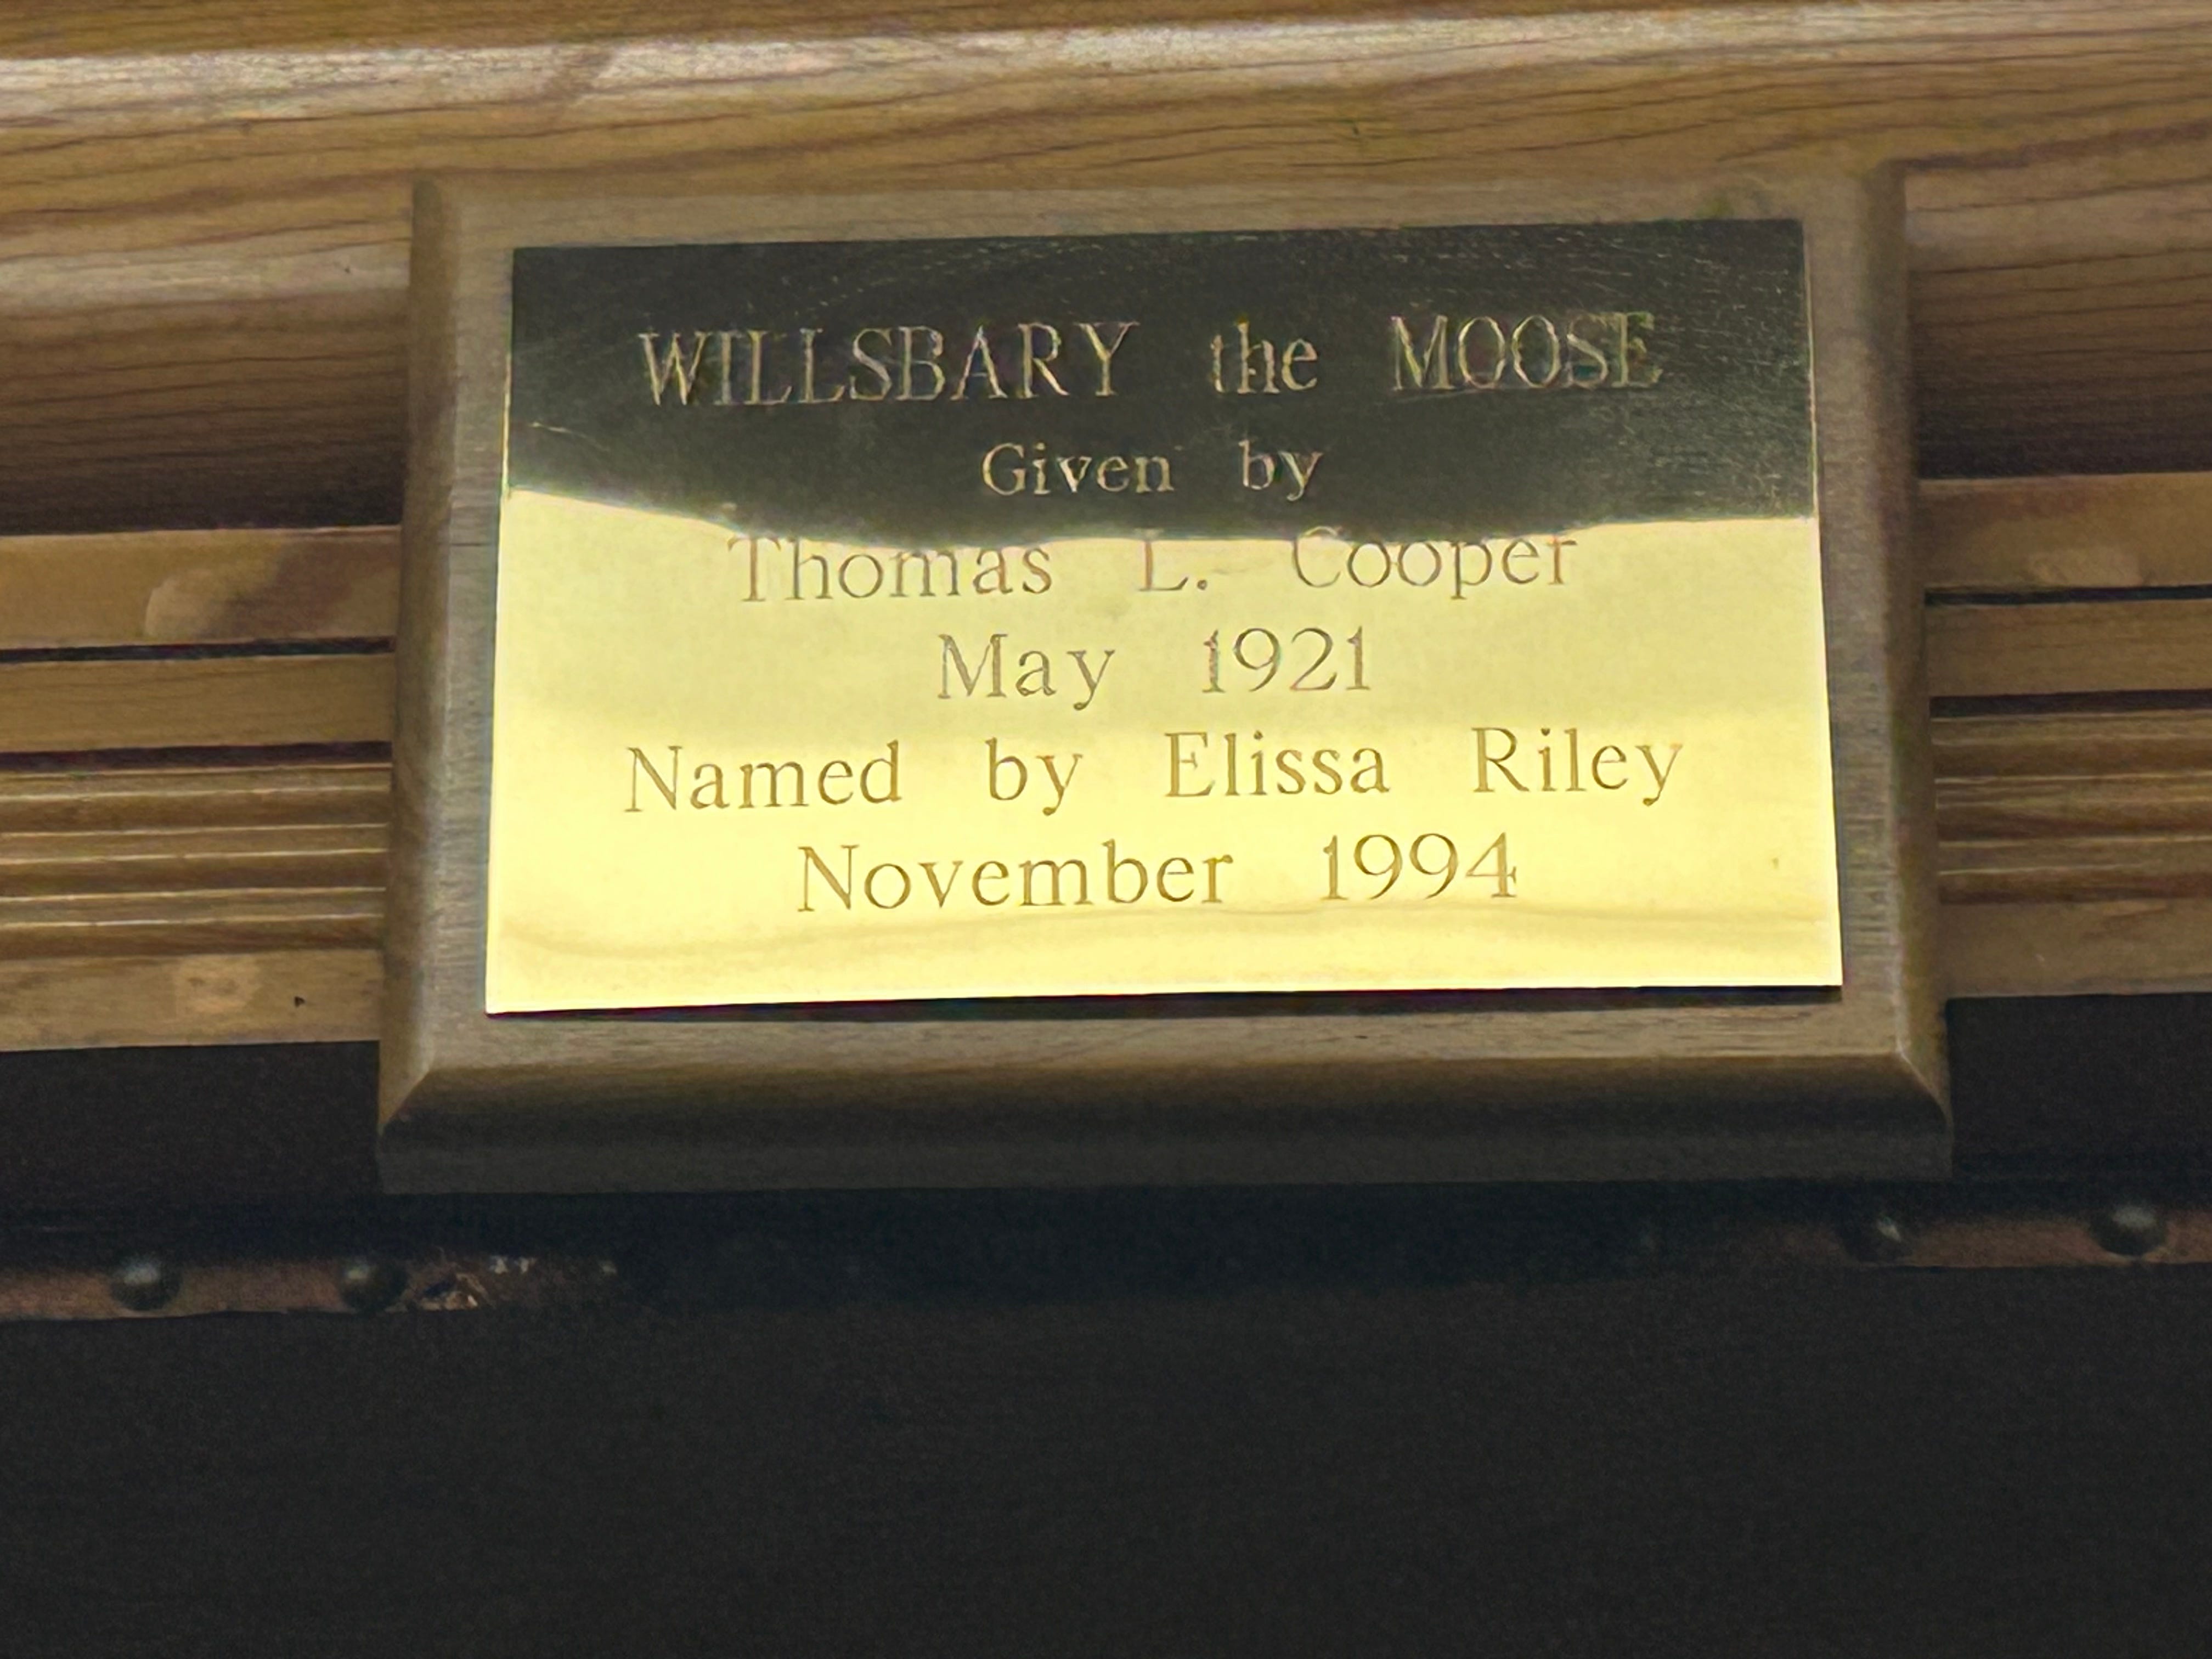 WILLSBARY the MOOSE
Given by
Thomas L. Cooper
May 1921
Named by Elissa Riley
November 1994